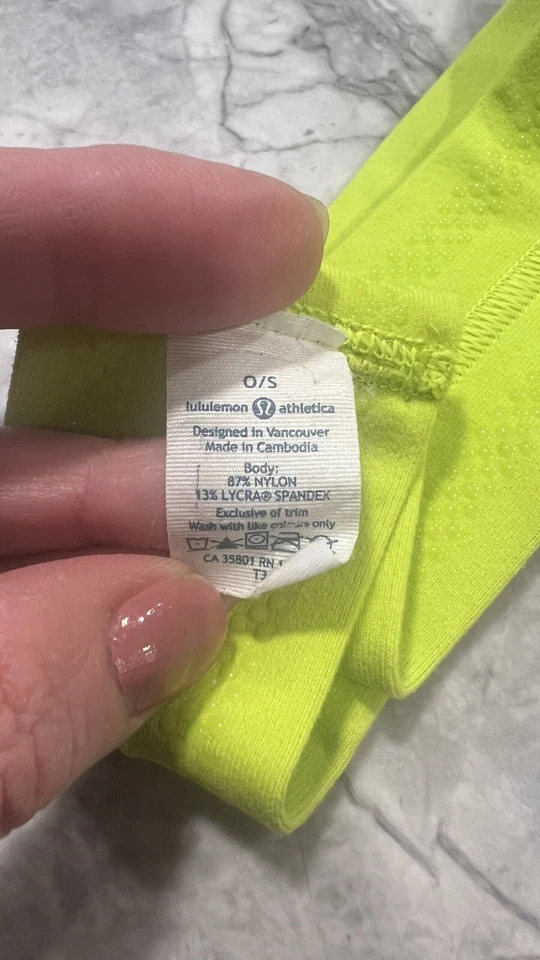 O/S
lululemon athletica
Designed in Vancouver
Made in Cambodia
Body:
87% NYLON
13% LYCRA® SPANDEX
Exclusive of trim
Wash with like colours only
CA 35801 RN
T3